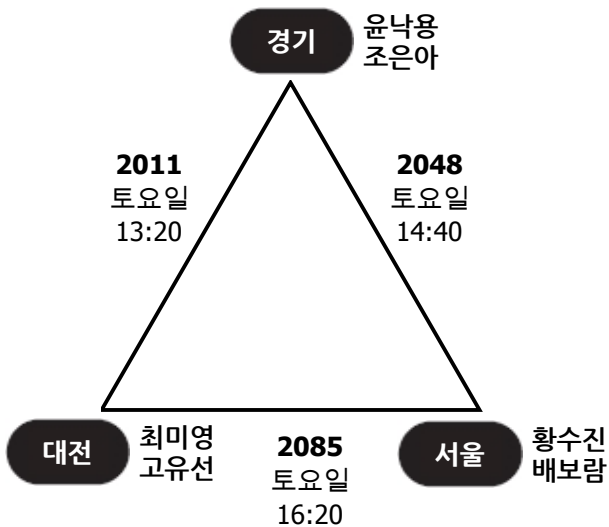 경기
윤낙용
조은아
2011
토요일
13:20
2048
토요일
14:40
대전
최미영
고유선
2085
토요일
16:20
서울
황수진
배보람